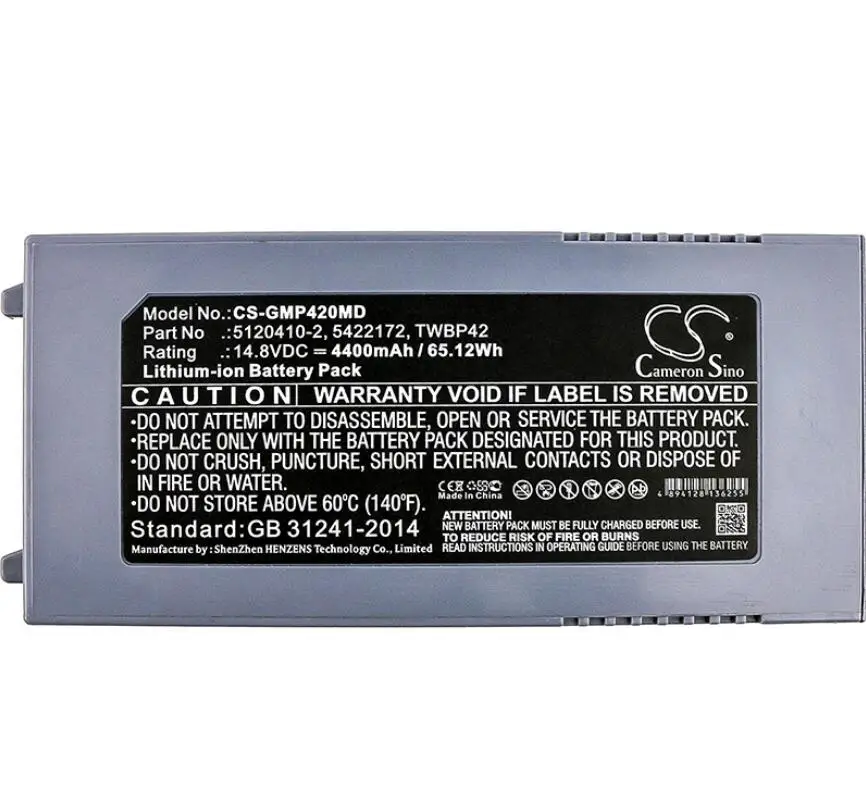 Model No.:CS-GMP420MD
Part No .:5120410-2, 5422172, TWBP42
Rating .:14.8VDC = 4400mAh / 65.12Wh
Lithium-ion Battery Pack
CS
Cameron Sino
CAUTION WARRANTY VOID IF LABEL IS REMOVED
•DO NOT ATTEMPT TO DISASSEMBLE, OPEN OR SERVICE THE BATTERY PACK.
•REPLACE ONLY WITH THE BATTERY PACK DESIGNATED FOR THIS PRODUCT.
•DO NOT CRUSH, PUNCTURE, SHORT EXTERNAL CONTACTS OR DISPOSE OF
IN FIRE OR WATER.
•DO NOT STORE ABOVE 60°C (140°F).
Standard:GB 31241-2014
Manufacture by:ShenZhen HENZENS Technology Co., Limited
CE FC
Made In China
4 894128 136255
ATTENTION!
NEW BATTERY PACK MUST BE FULLY CHARGED BEFORE USE.
TO REDUCE RISK OF FIRE OR BURNS
READ INSTRUCTIONS IN OPERATING GUIDE BEFORE USING THE BATTERY